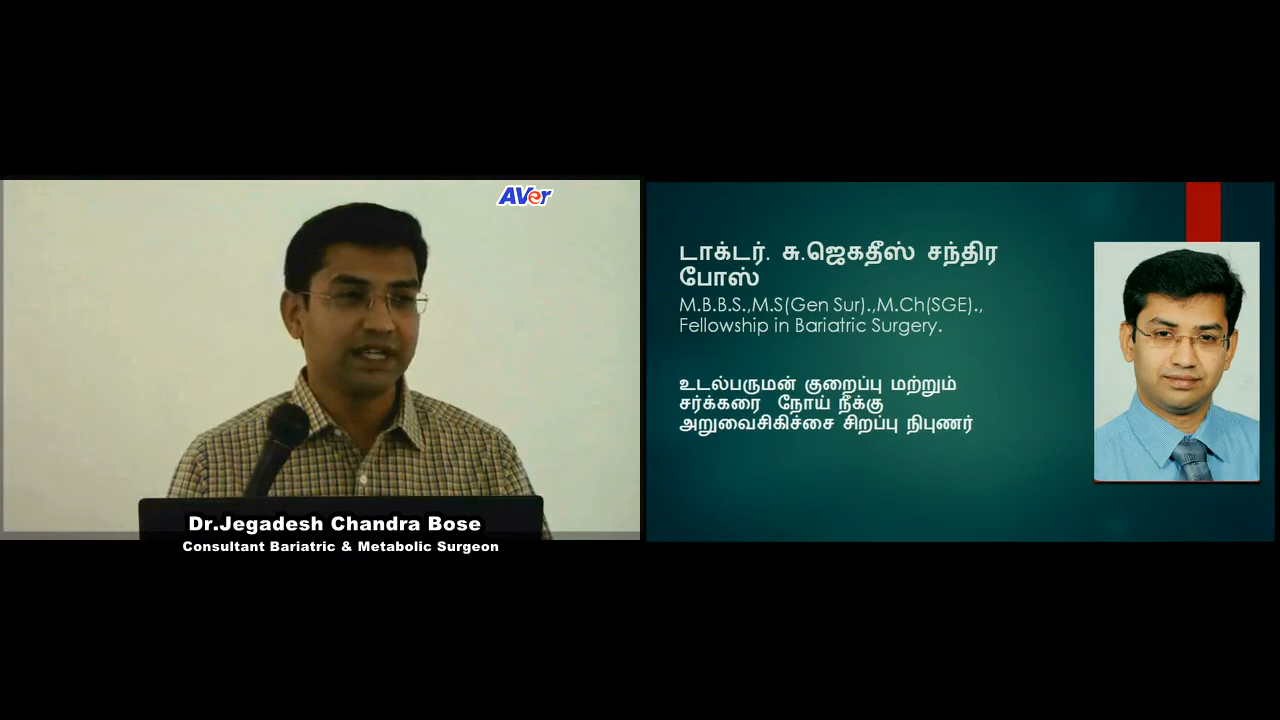 AVer
Dr.Jegadesh Chandra Bose
Consultant Bariatric & Metabolic Surgeon
டாக்டர். சு.ஜெகதீஸ் சந்திர
போஸ்
M.B.B.S.,M.S(Gen Sur).,M.Ch(SGE).,
Fellowship in Bariatric Surgery.
உடல்பருமன் குறைப்பு மற்றும்
சர்க்கரை நோய் நீக்கு
அறுவைசிகிச்சை சிறப்பு நிபுணர்